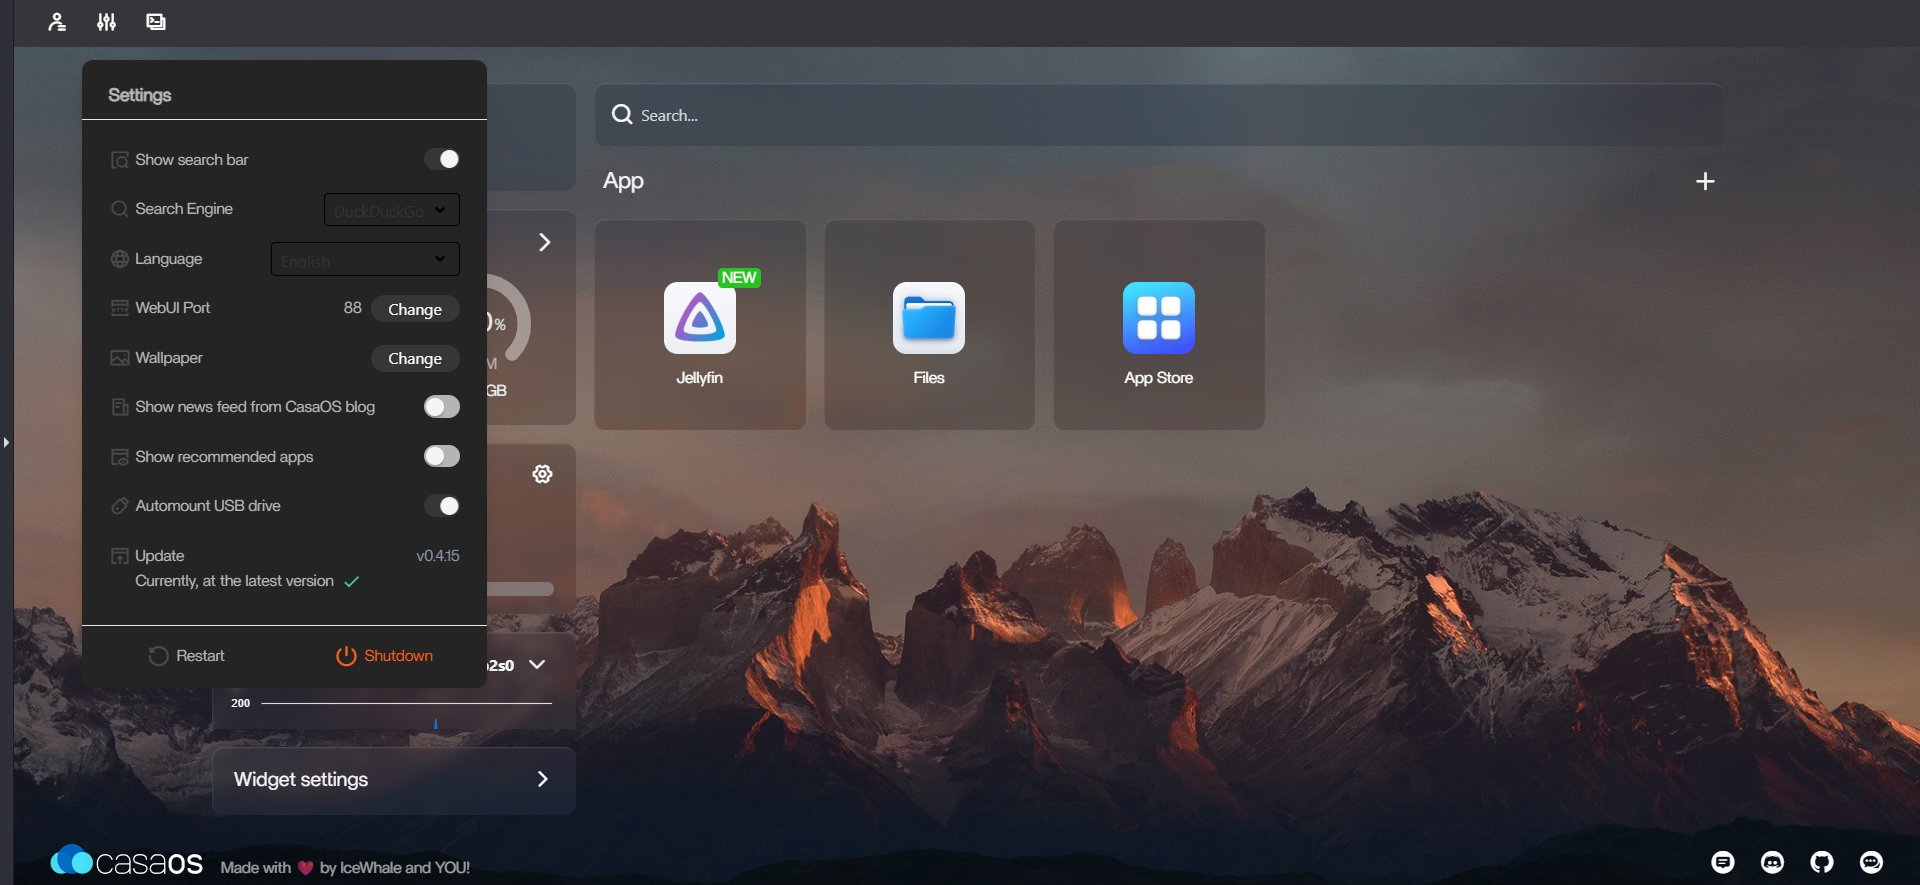 Settings
Show search bar
Search Engine DuckDuckGo
Language English
WebUI Port 88 Change
Wallpaper Change
Show news feed from CasaOS blog
Show recommended apps
Automount USB drive
Update v0.4.15
Currently, at the latest version
Restart Shutdown
Search...
App
NEW
Jellyfin
Files
App Store
%
M
GB
2s0
200
Widget settings
casaOS
Made with ❤ by IceWhale and YOU!